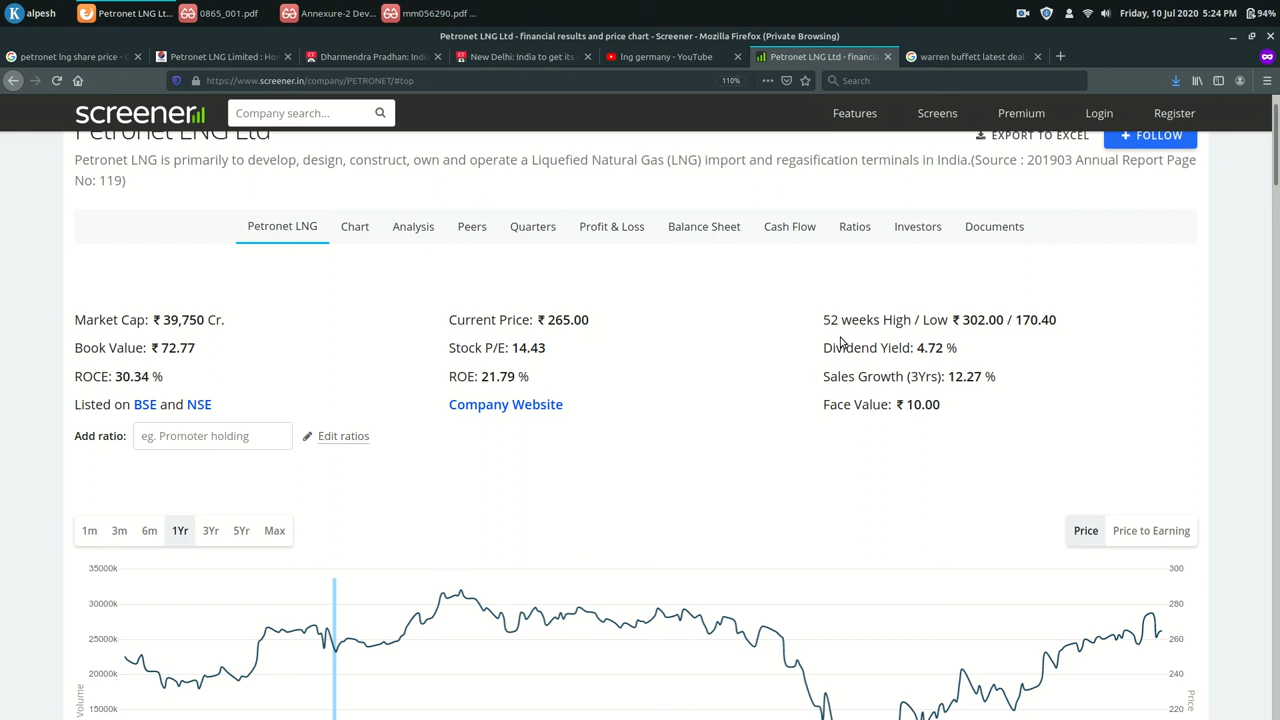 alpesh
Petronet LNG Lt...
0865_001.pdf
Annexure-2 Dev...
mm056290.pdf ...
Friday, 10 Jul 2020 5:24 PM
94%
Petronet LNG Ltd - financial results and price chart - Screener - Mozilla Firefox (Private Browsing)
petronet lng share price
Petronet LNG Limited : Ho
Dharmendra Pradhan: Indi
New Delhi: India to get its
lng germany - YouTube
Petronet LNG Ltd - financi
warren buffett latest deal
https://www.screener.in/company/PETRONET/#top
110%
Search
screener
Company search...
Features
Screens
Premium
Login
Register
Petronet LNG Ltd
EXPORT TO EXCEL
+ FOLLOW
Petronet LNG is primarily to develop, design, construct, own and operate a Liquefied Natural Gas (LNG) import and regasification terminals in India.(Source : 201903 Annual Report Page
No: 119)
Petronet LNG
Chart
Analysis
Peers
Quarters
Profit & Loss
Balance Sheet
Cash Flow
Ratios
Investors
Documents
Market Cap: ₹ 39,750 Cr.
Current Price: ₹ 265.00
52 weeks High / Low ₹ 302.00 / 170.40
Book Value: ₹ 72.77
Stock P/E: 14.43
Dividend Yield: 4.72 %
ROCE: 30.34 %
ROE: 21.79 %
Sales Growth (3Yrs): 12.27 %
Listed on BSE and NSE
Company Website
Face Value: ₹ 10.00
Add ratio:
eg. Promoter holding
Edit ratios
1m
3m
6m
1Yr
3Yr
5Yr
Max
Price
Price to Earning
35000k
300
30000k
280
25000k
260
20000k
240
15000k
220
Volume
Price